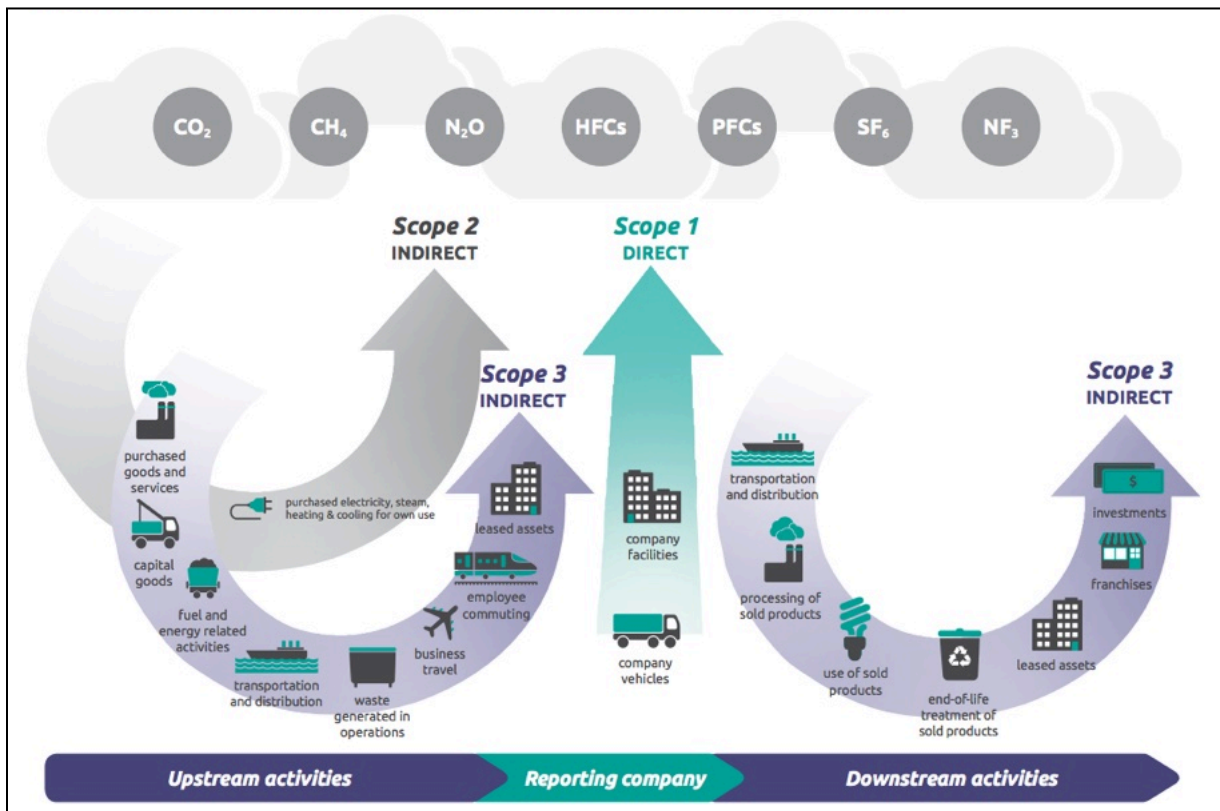 CO₂
CH₄
N₂O
HFCs
PFCs
SF₆
NF₃
Scope 2
INDIRECT
Scope 1
DIRECT
Scope 3
INDIRECT
Scope 3
INDIRECT
purchased
goods and
services
capital
goods
fuel and
energy related
activities
transportation
and distribution
waste
generated in
operations
business
travel
employee
commuting
leased assets
purchased electricity, steam,
heating & cooling for own use
company
facilities
company
vehicles
transportation
and distribution
processing of
sold products
use of sold
products
end-of-life
treatment of
sold products
leased assets
franchises
$
investments
Upstream activities
Reporting company
Downstream activities